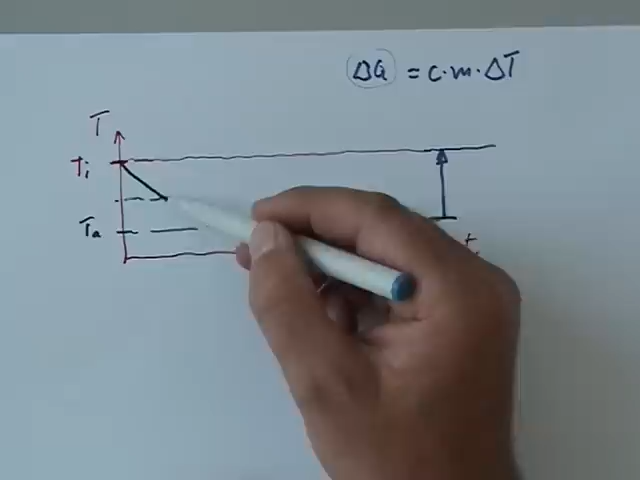 ΔQ = c·m·ΔT
T
Ti
Ta
t